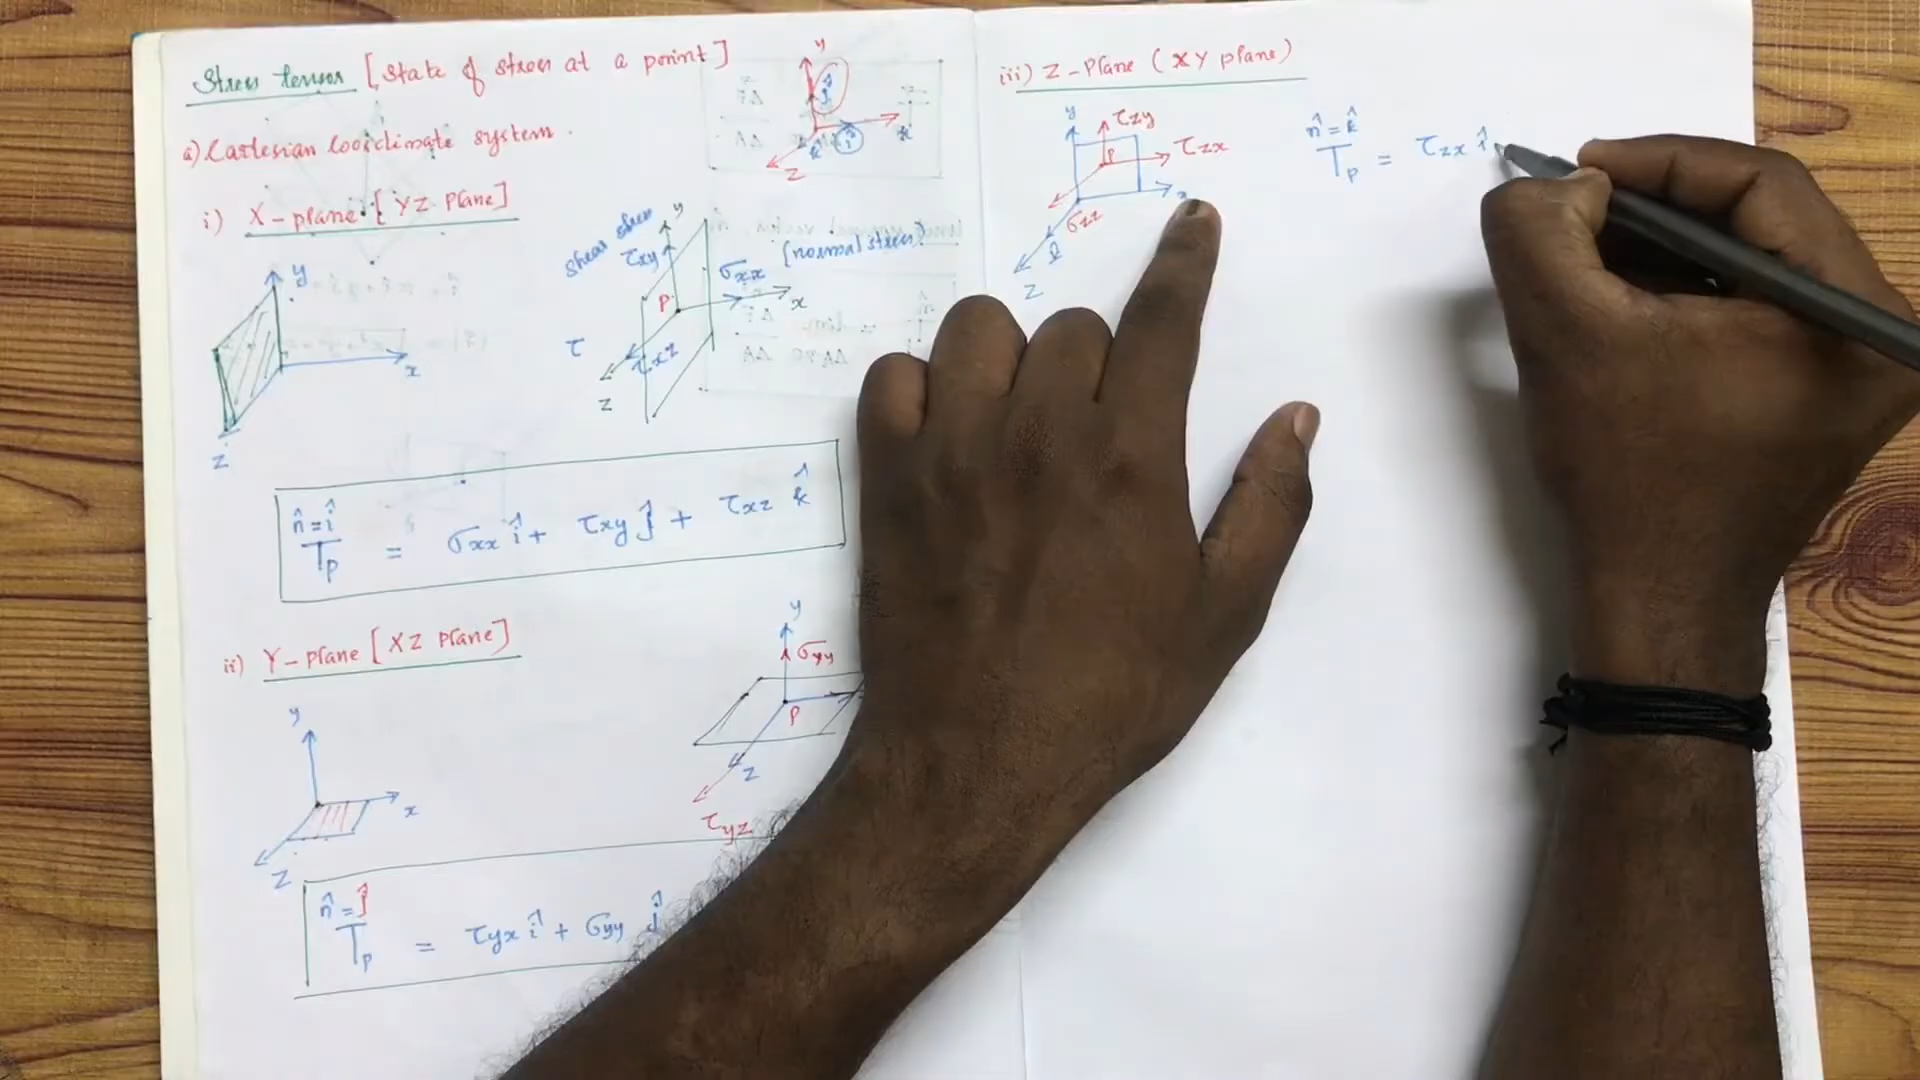 Stress tensor [State of stress at a point]
a) Cartesian coordinate system.
i) X-plane [YZ Plane]
y
x
z
shear stress
y
τxy
P
σxx
[normal stress]
x
τ
τxz
z
n̂ = î
Tp = σxx î + τxy ĵ + τxz k̂
ii) Y-plane [XZ Plane]
y
x
z
y
σyy
P
z
τyz
n̂ = ĵ
Tp = τyx î + σyy ĵ
y
ĵ
î
k̂
x
z
iii) Z-Plane (XY plane)
y
τzy
P
τzx
x
σzz
k̂
z
n̂ = k̂
Tp = τzx î